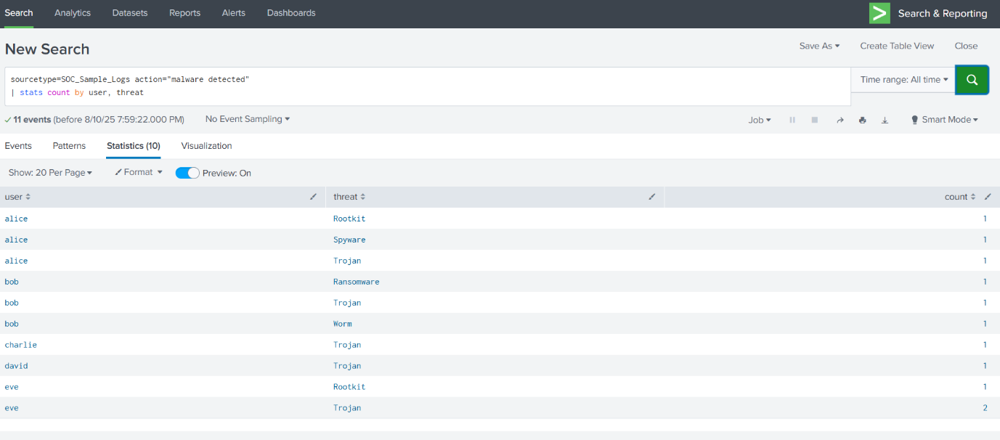 Search Analytics Datasets Reports Alerts Dashboards Search & Reporting
New Search Save As Create Table View Close
sourcetype=SOC_Sample_Logs action="malware detected" Time range: All time
| stats count by user, threat
11 events (before 8/10/25 7:59:22.000 PM) No Event Sampling Job Smart Mode
Events Patterns Statistics (10) Visualization
Show: 20 Per Page Format Preview: On
user threat count
alice Rootkit 1
alice Spyware 1
alice Trojan 1
bob Ransomware 1
bob Trojan 1
bob Worm 1
charlie Trojan 1
david Trojan 1
eve Rootkit 1
eve Trojan 2